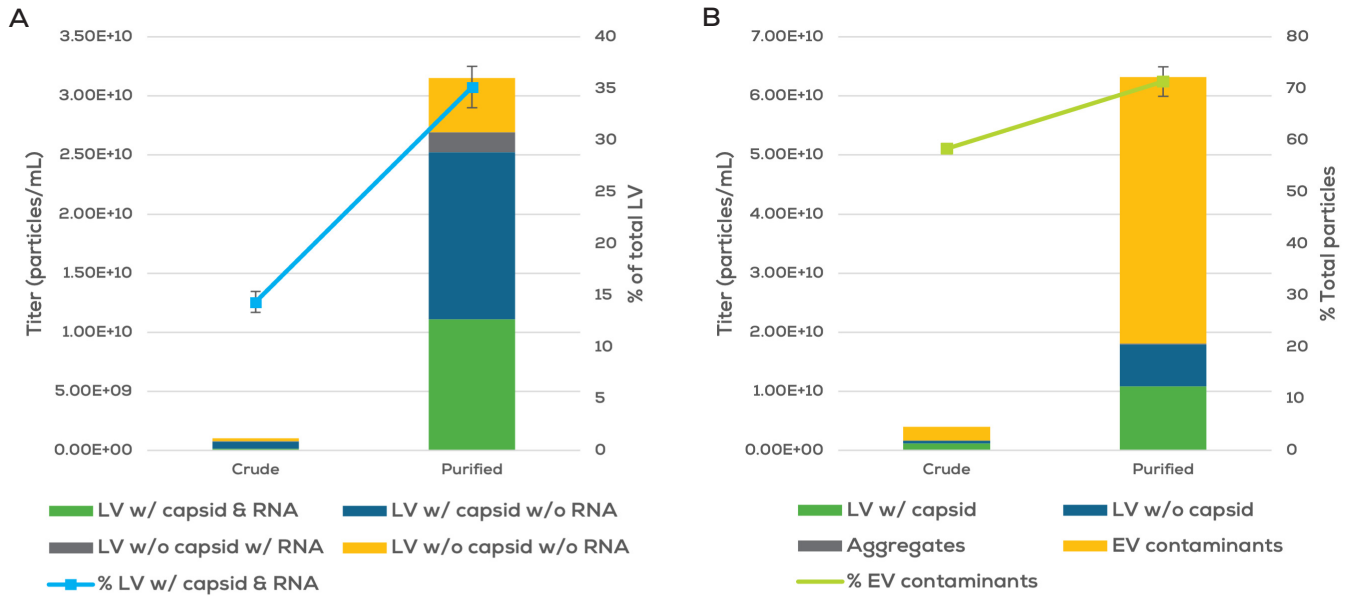 A
3.50E+10
3.00E+10
2.50E+10
2.00E+10
1.50E+10
1.00E+10
5.00E+09
0.00E+00
Titer (particles/mL)
40
35
30
25
20
15
10
5
0
% of total LV
Crude Purified
LV w/ capsid & RNA LV w/ capsid w/o RNA
LV w/o capsid w/ RNA LV w/o capsid w/o RNA
% LV w/ capsid & RNA
B
7.00E+10
6.00E+10
5.00E+10
4.00E+10
3.00E+10
2.00E+10
1.00E+10
0.00E+00
Titer (particles/mL)
80
70
60
50
40
30
20
10
0
% Total particles
Crude Purified
LV w/ capsid LV w/o capsid
Aggregates EV contaminants
% EV contaminants